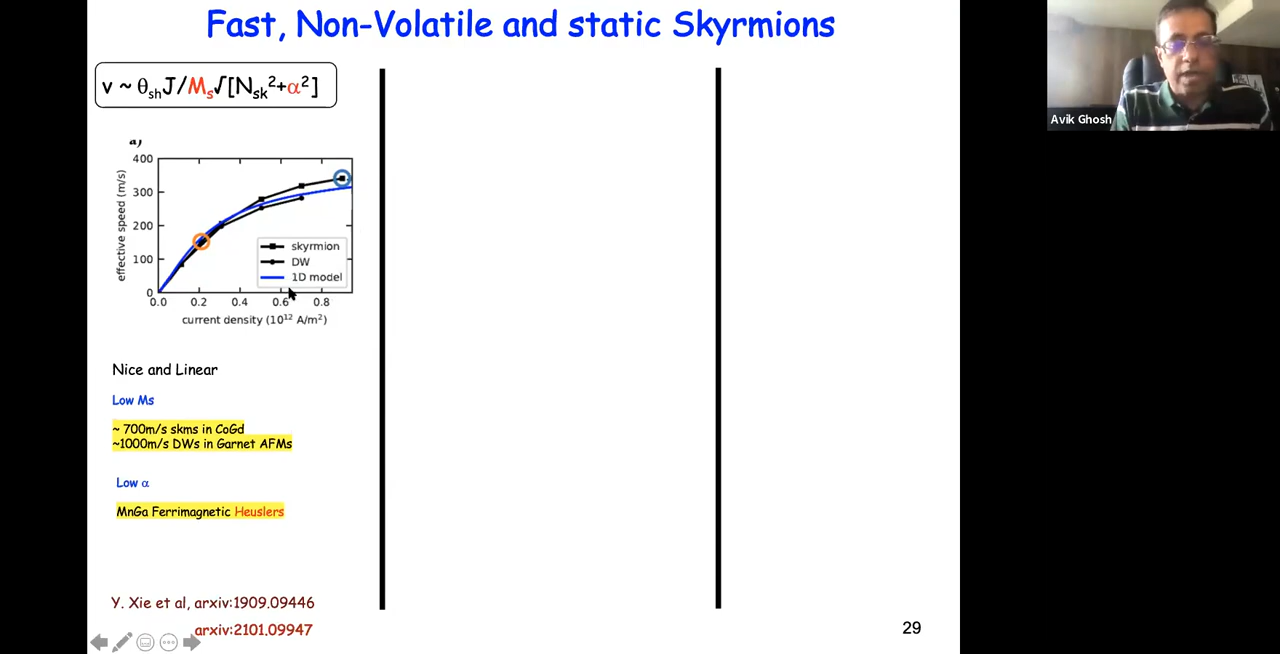 Fast, Non-Volatile and static Skyrmions
v ~ θshJ/Ms√[Nsk²+α²]
a)
400
300
200
100
0
effective speed (m/s)
skyrmion
DW
1D model
0.0 0.2 0.4 0.6 0.8
current density (10¹² A/m²)
Nice and Linear
Low Ms
~ 700m/s skms in CoGd
~1000m/s DWs in Garnet AFMs
Low α
MnGa Ferrimagnetic Heuslers
Y. Xie et al, arxiv:1909.09446
arxiv:2101.09947
29
Avik Ghosh